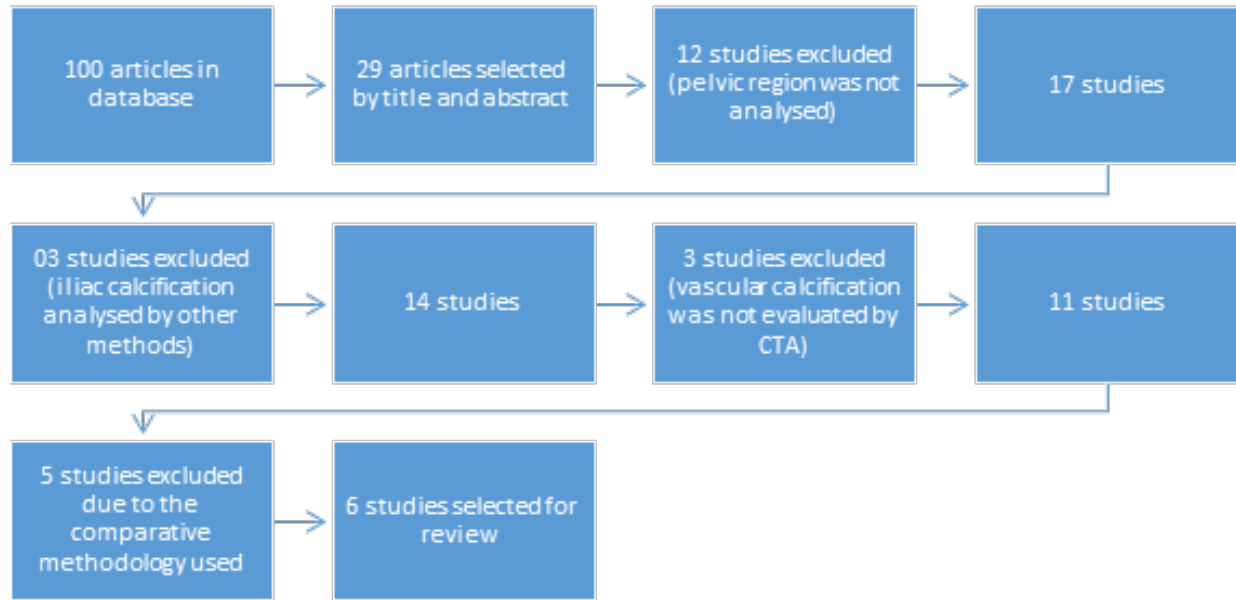 100 articles in
database
29 articles selected
by title and abstract
12 studies excluded
(pelvic region was not
analysed)
17 studies
03 studies excluded
(iliac calcification
analysed by other
methods)
14 studies
3 studies excluded
(vascular calcification
was not evaluated by
CTA)
11 studies
5 studies excluded
due to the
comparative
methodology used
6 studies selected for
review